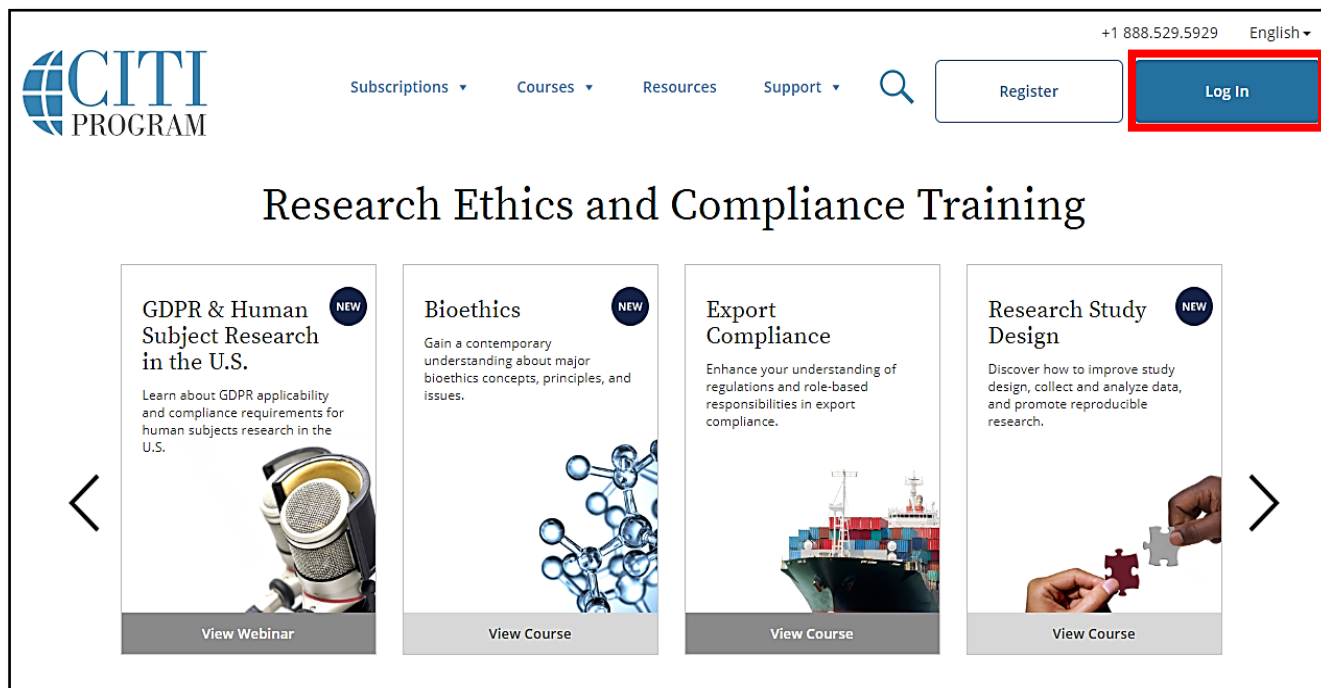 +1 888.529.5929 English
CITI
PROGRAM
Subscriptions Courses Resources Support Register Log In
Research Ethics and Compliance Training
GDPR & Human
Subject Research
in the U.S.
NEW
Learn about GDPR applicability
and compliance requirements for
human subjects research in the
U.S.
View Webinar
Bioethics
NEW
Gain a contemporary
understanding about major
bioethics concepts, principles, and
issues.
View Course
Export
Compliance
Enhance your understanding of
regulations and role-based
responsibilities in export
compliance.
View Course
Research Study
Design
NEW
Discover how to improve study
design, collect and analyze data,
and promote reproducible
research.
View Course